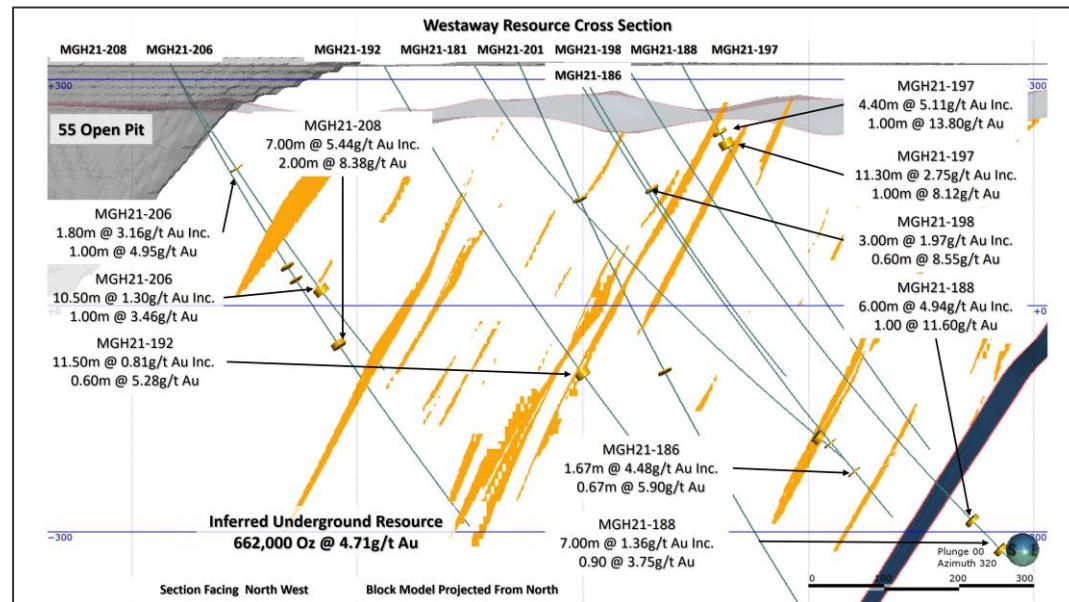 Westaway Resource Cross Section
MGH21-208 MGH21-206 MGH21-192 MGH21-181 MGH21-201 MGH21-198 MGH21-188 MGH21-197
MGH21-186
+300
300
55 Open Pit
MGH21-208
7.00m @ 5.44g/t Au Inc.
2.00m @ 8.38g/t Au
MGH21-197
4.40m @ 5.11g/t Au Inc.
1.00m @ 13.80g/t Au
MGH21-197
11.30m @ 2.75g/t Au Inc.
1.00m @ 8.12g/t Au
MGH21-206
1.80m @ 3.16g/t Au Inc.
1.00m @ 4.95g/t Au
MGH21-198
3.00m @ 1.97g/t Au Inc.
0.60m @ 8.55g/t Au
MGH21-206
10.50m @ 1.30g/t Au Inc.
1.00m @ 3.46g/t Au
MGH21-188
6.00m @ 4.94g/t Au Inc.
1.00 @ 11.60g/t Au
+0
+0
MGH21-192
11.50m @ 0.81g/t Au Inc.
0.60m @ 5.28g/t Au
MGH21-186
1.67m @ 4.48g/t Au Inc.
0.67m @ 5.90g/t Au
Inferred Underground Resource
662,000 Oz @ 4.71g/t Au
MGH21-188
7.00m @ 1.36g/t Au Inc.
0.90 @ 3.75g/t Au
-300
Plunge 00
Azimuth 320
S E
0 100 200 300
Section Facing North West Block Model Projected From North